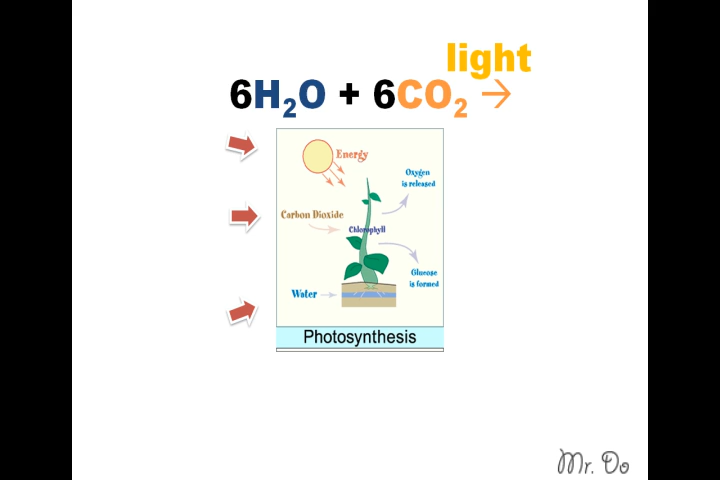 light
6H₂O + 6CO₂ →
Energy
Oxygen
is released
Carbon Dioxide
Chlorophyll
Glucose
is formed
Water
Photosynthesis
Mr. Do